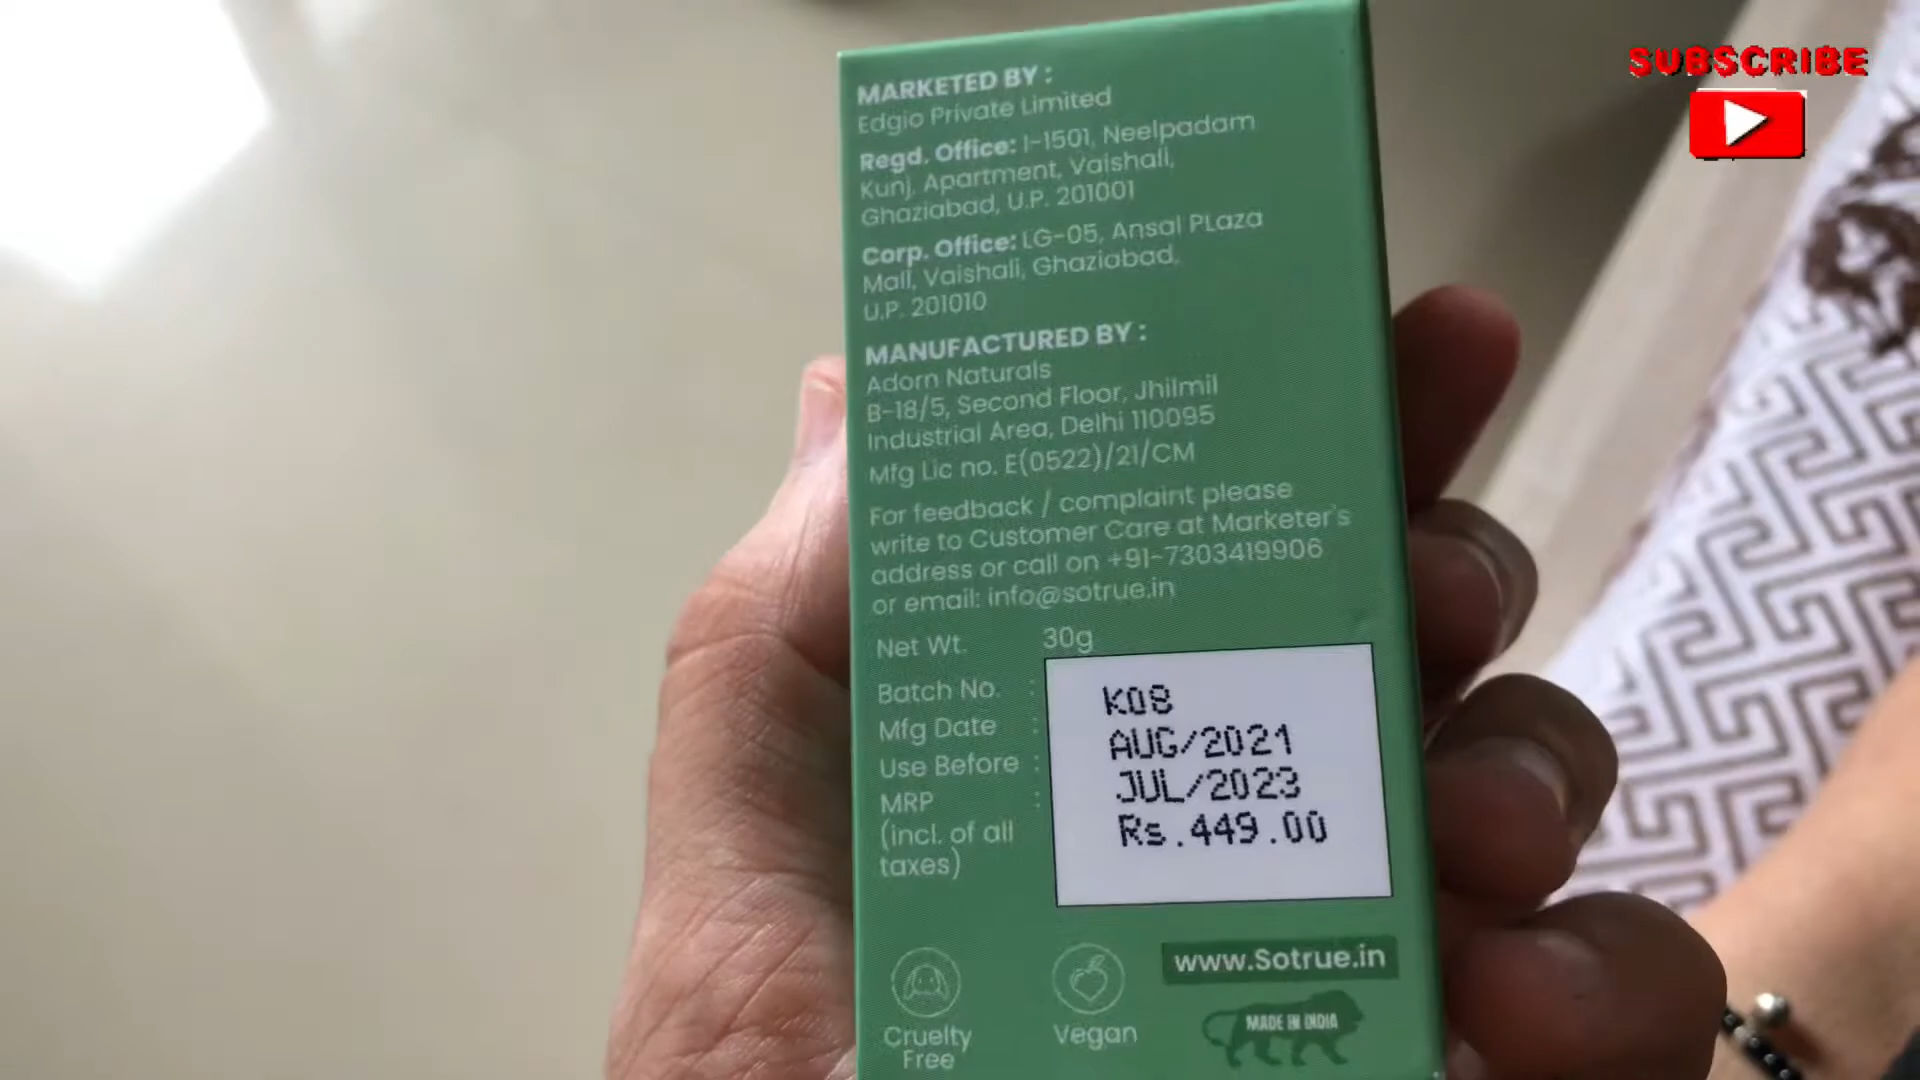 SUBSCRIBE
MARKETED BY :
Edgio Private Limited
Regd. Office: I-1501, Neelpadam
Kunj, Apartment, Vaishali,
Ghaziabad, U.P. 201001
Corp. Office: LG-05, Ansal PLaza
Mall, Vaishali, Ghaziabad,
U.P. 201010
MANUFACTURED BY :
Adorn Naturals
B-18/5, Second Floor, Jhilmil
Industrial Area, Delhi 110095
Mfg Lic no. E(0522)/21/CM
For feedback / complaint please
write to Customer Care at Marketer's
address or call on +91-7303419906
or email: info@sotrue.in
Net Wt. 30g
Batch No. : K08
Mfg Date : AUG/2021
Use Before : JUL/2023
MRP : Rs.449.00
(incl. of all
taxes)
www.Sotrue.in
Cruelty
Free
Vegan
MADE IN INDIA